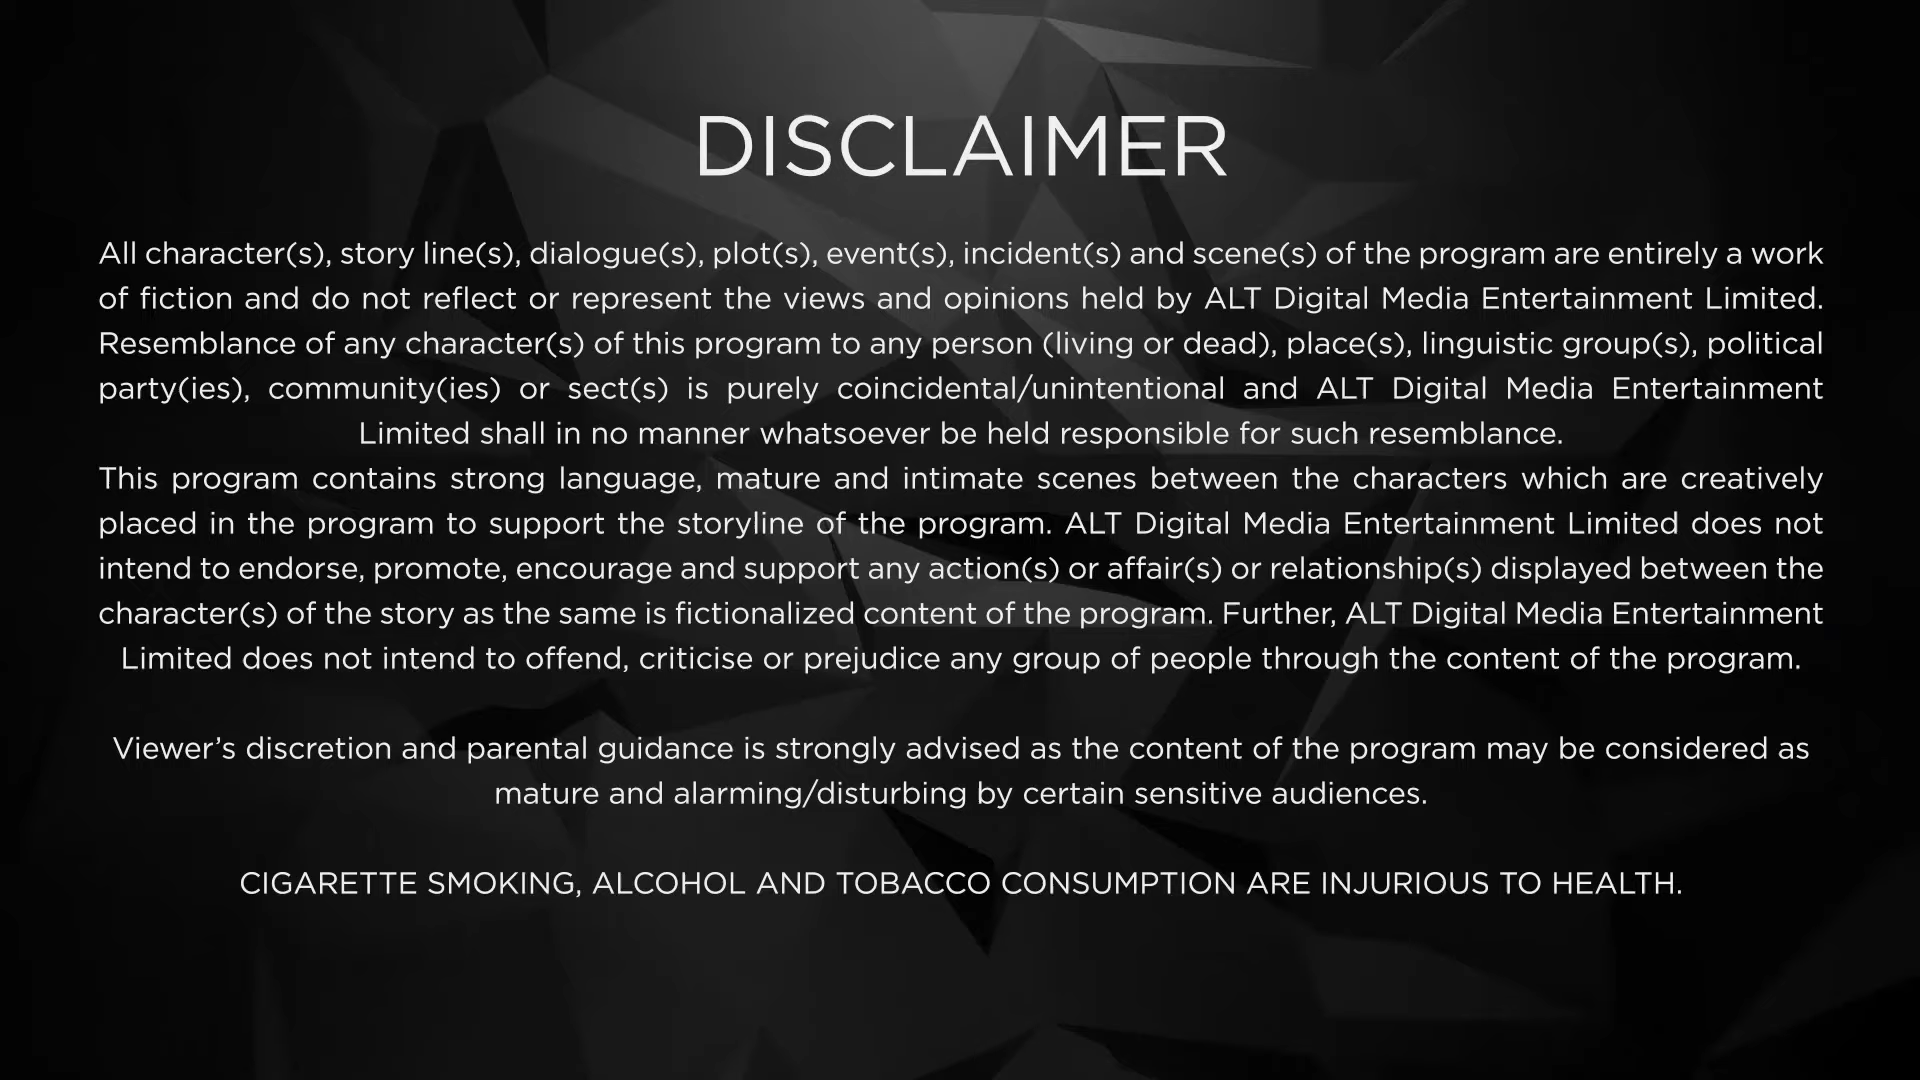 DISCLAIMER
All character(s), story line(s), dialogue(s), plot(s), event(s), incident(s) and scene(s) of the program are entirely a work
of fiction and do not reflect or represent the views and opinions held by ALT Digital Media Entertainment Limited.
Resemblance of any character(s) of this program to any person (living or dead), place(s), linguistic group(s), political
party(ies), community(ies) or sect(s) is purely coincidental/unintentional and ALT Digital Media Entertainment
Limited shall in no manner whatsoever be held responsible for such resemblance.
This program contains strong language, mature and intimate scenes between the characters which are creatively
placed in the program to support the storyline of the program. ALT Digital Media Entertainment Limited does not
intend to endorse, promote, encourage and support any action(s) or affair(s) or relationship(s) displayed between the
character(s) of the story as the same is fictionalized content of the program. Further, ALT Digital Media Entertainment
Limited does not intend to offend, criticise or prejudice any group of people through the content of the program.
Viewer’s discretion and parental guidance is strongly advised as the content of the program may be considered as
mature and alarming/disturbing by certain sensitive audiences.
CIGARETTE SMOKING, ALCOHOL AND TOBACCO CONSUMPTION ARE INJURIOUS TO HEALTH.